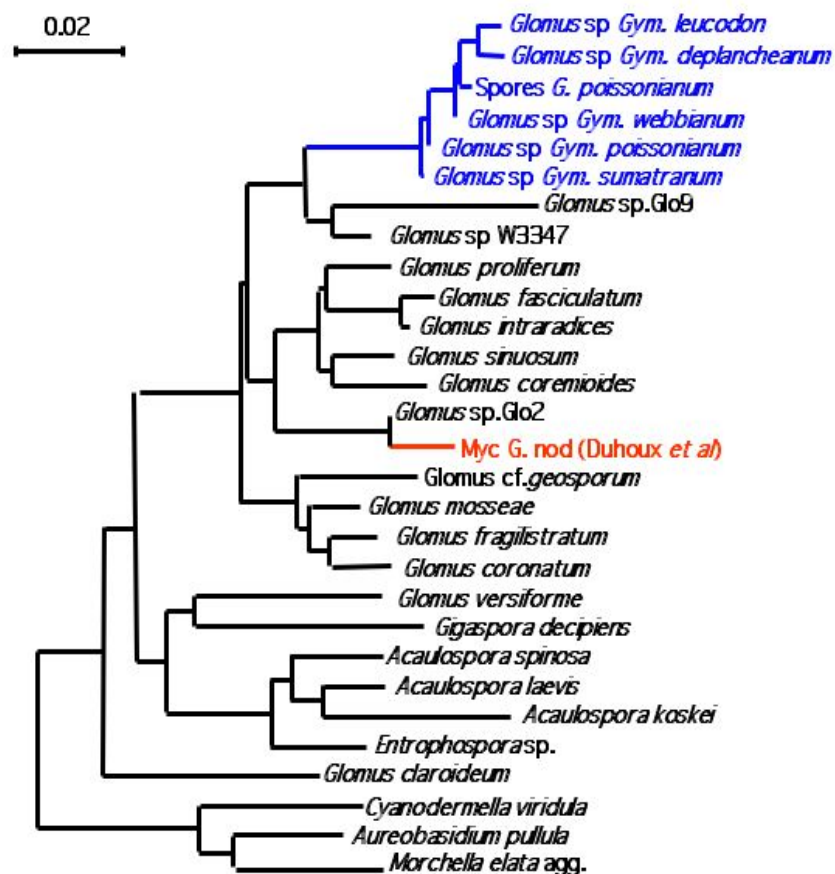 0.02
Glomus sp Gym. leucodon
Glomus sp Gym. deplancheanum
Spores G. poissonianum
Glomus sp Gym. webbianum
Glomus sp Gym. poissonianum
Glomus sp Gym. sumatranum
Glomus sp.Glo9
Glomus sp W3347
Glomus proliferum
Glomus fasciculatum
Glomus intraradices
Glomus sinuosum
Glomus coremioides
Glomus sp.Glo2
Myc G. nod (Duhoux et al)
Glomus cf.geosporum
Glomus mosseae
Glomus fragilistratum
Glomus coronatum
Glomus versiforme
Gigaspora decipiens
Acaulospora spinosa
Acaulospora laevis
Acaulospora koskei
Entrophospora sp.
Glomus claroideum
Cyanodermella viridula
Aureobasidium pullula
Morchella elata agg.